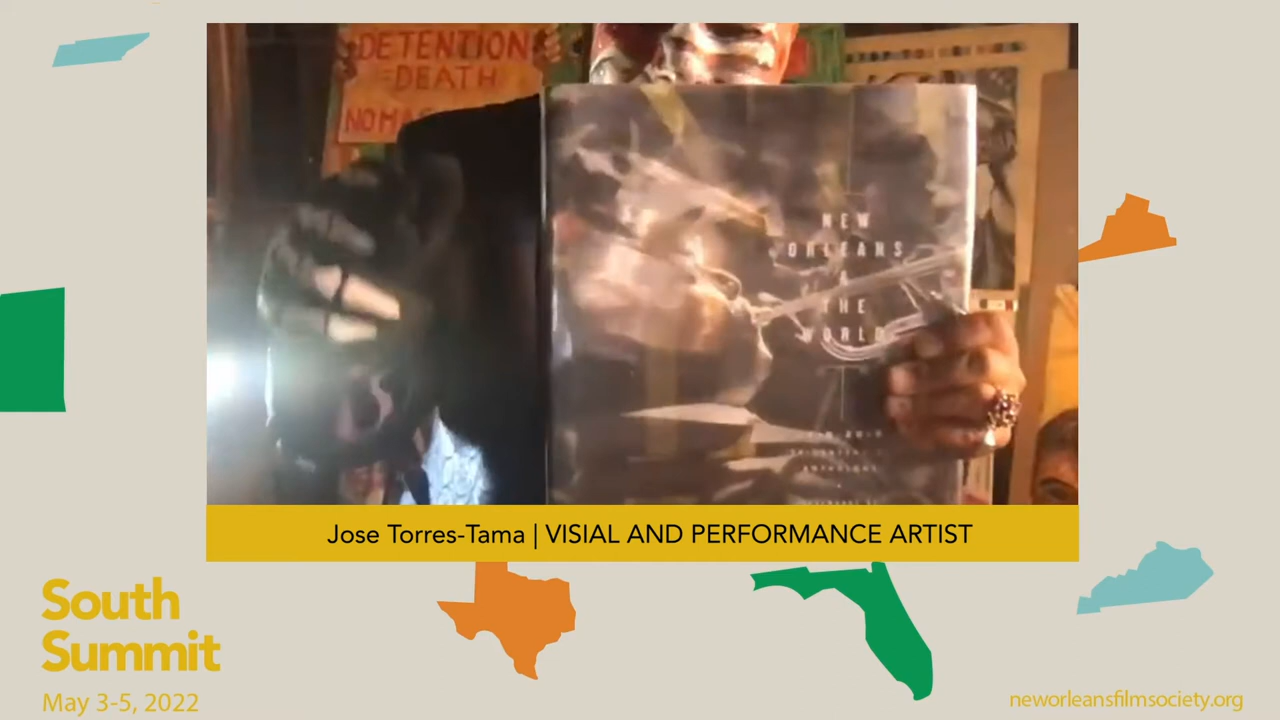 DETENTION
=DEATH
NEW
ORLEANS
&
THE
WORLD
ANTHOLOGY
Jose Torres-Tama | VISIAL AND PERFORMANCE ARTIST
South
Summit
May 3-5, 2022
neworleansfilmsociety.org